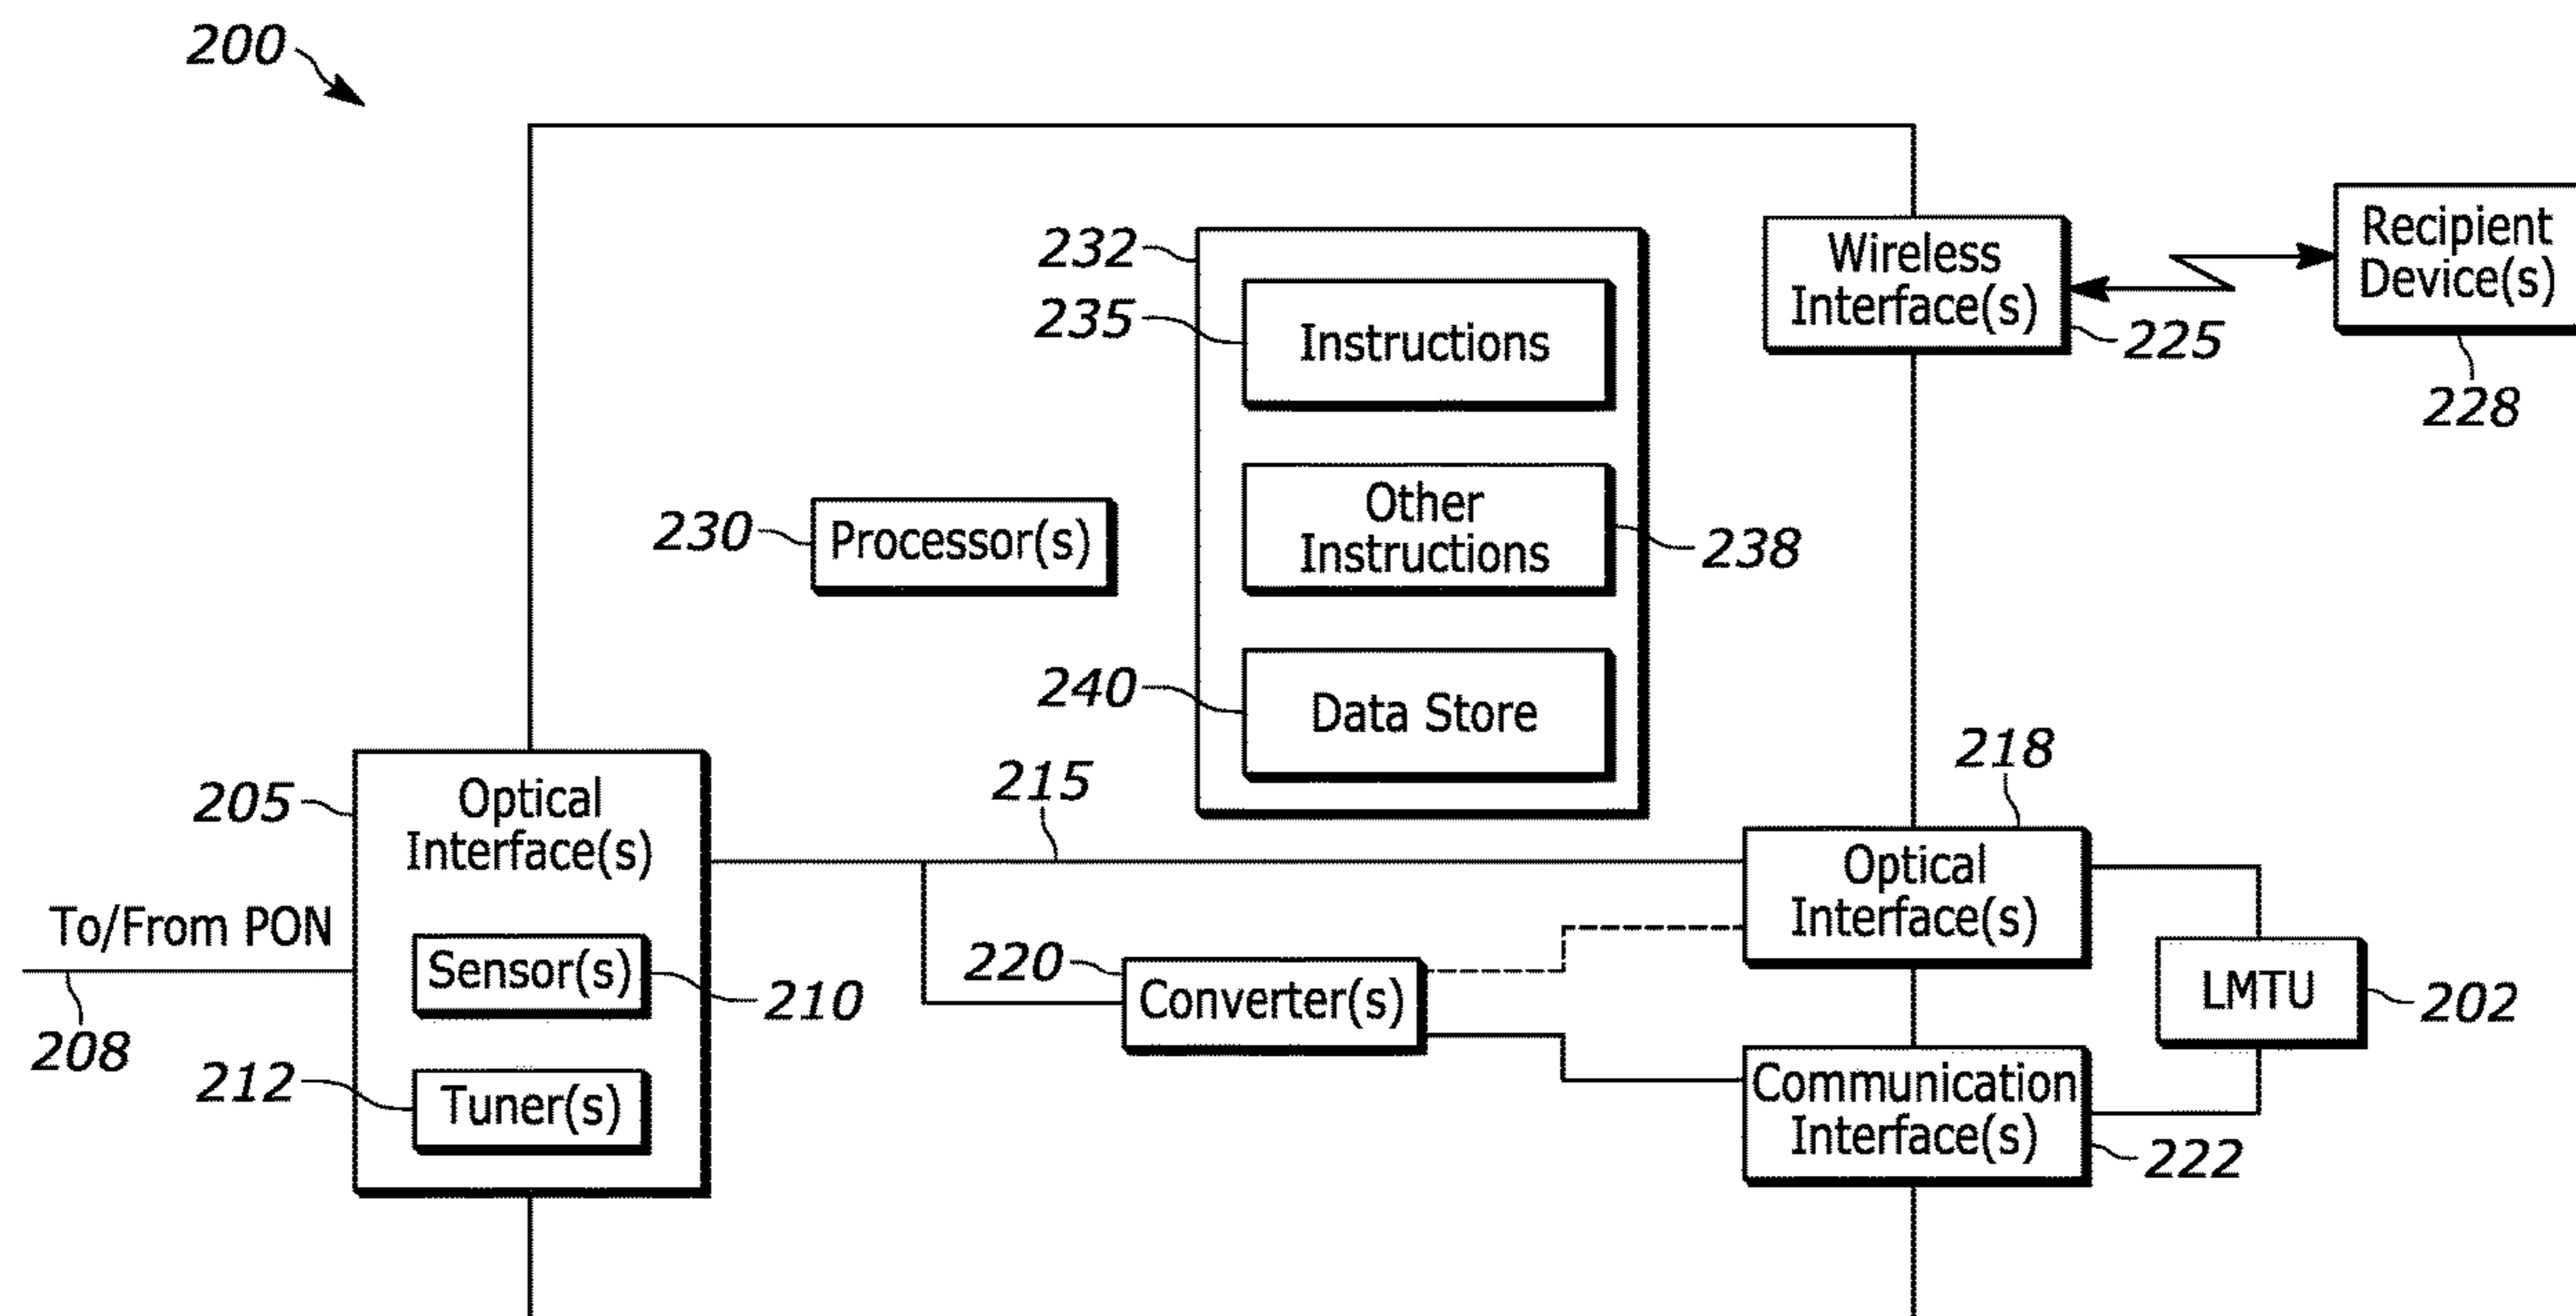 200
232
235
Instructions
Other
Instructions
238
230
Processor(s)
240
Data Store
Wireless
Interface(s)
225
Recipient
Device(s)
228
205
Optical
Interface(s)
To/From PON
208
Sensor(s)
210
212
Tuner(s)
215
220
Converter(s)
218
Optical
Interface(s)
LMTU
202
Communication
Interface(s)
222